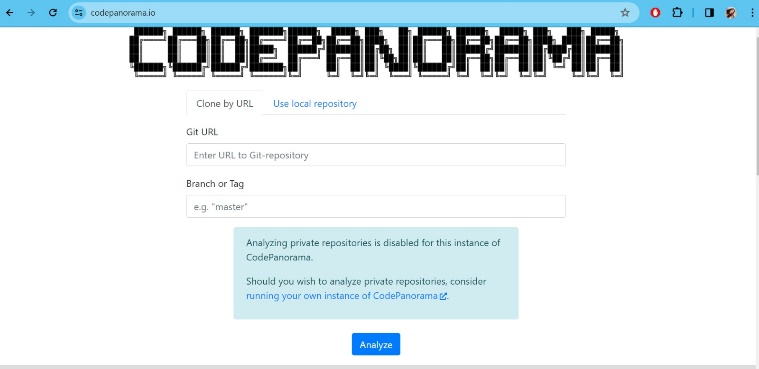 codepanorama.io
CODEPANORAMA
Clone by URL
Use local repository
Git URL
Enter URL to Git-repository
Branch or Tag
e.g. "master"
Analyzing private repositories is disabled for this instance of
CodePanorama.
Should you wish to analyze private repositories, consider
running your own instance of CodePanorama.
Analyze